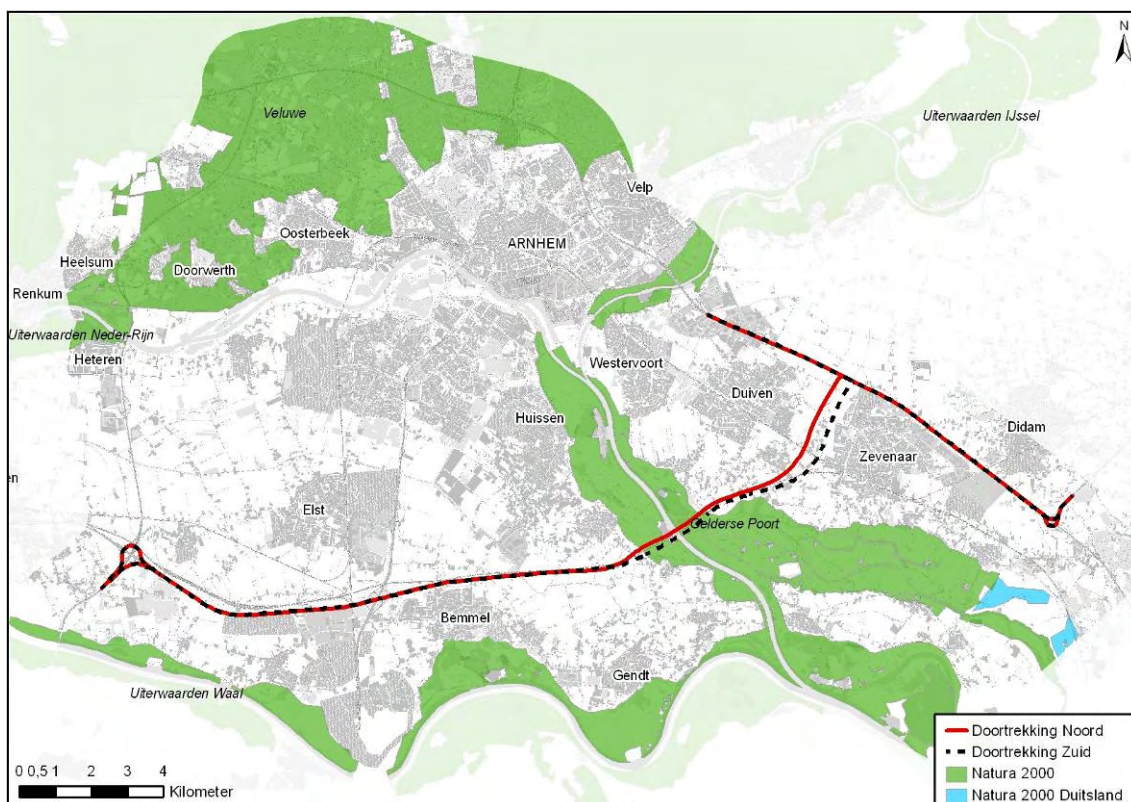 N
Veluwe
Uiterwaarden IJssel
Velp
Oosterbeek
ARNHEM
Heelsum
Doorwerth
Renkum
Uiterwaarden Neder-Rijn
Heteren
Westervoort
Duiven
Huissen
Didam
Zevenaar
en
Elst
Gelderse Poort
Bemmel
Gendt
Uiterwaarden Waal
Doortrekking Noord
Doortrekking Zuid
Natura 2000
Natura 2000 Duitsland
0 0,5 1 2 3 4
Kilometer